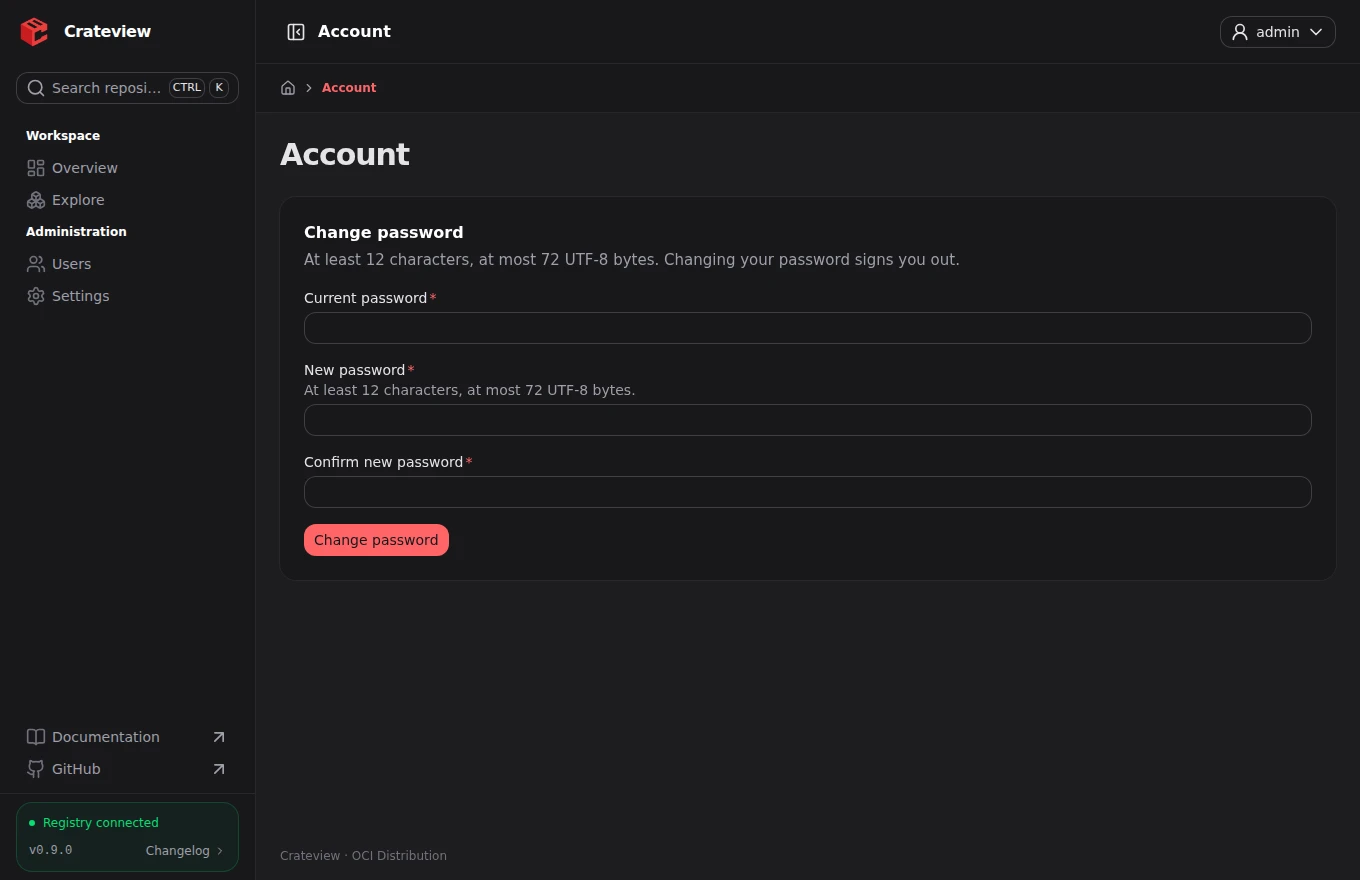 Crateview
Search reposi... CTRL K
Workspace
Overview
Explore
Administration
Users
Settings
Documentation
GitHub
Registry connected
v0.9.0 Changelog
Account
admin
Account
Account
Change password
At least 12 characters, at most 72 UTF-8 bytes. Changing your password signs you out.
Current password*
New password*
At least 12 characters, at most 72 UTF-8 bytes.
Confirm new password*
Change password
Crateview · OCI Distribution